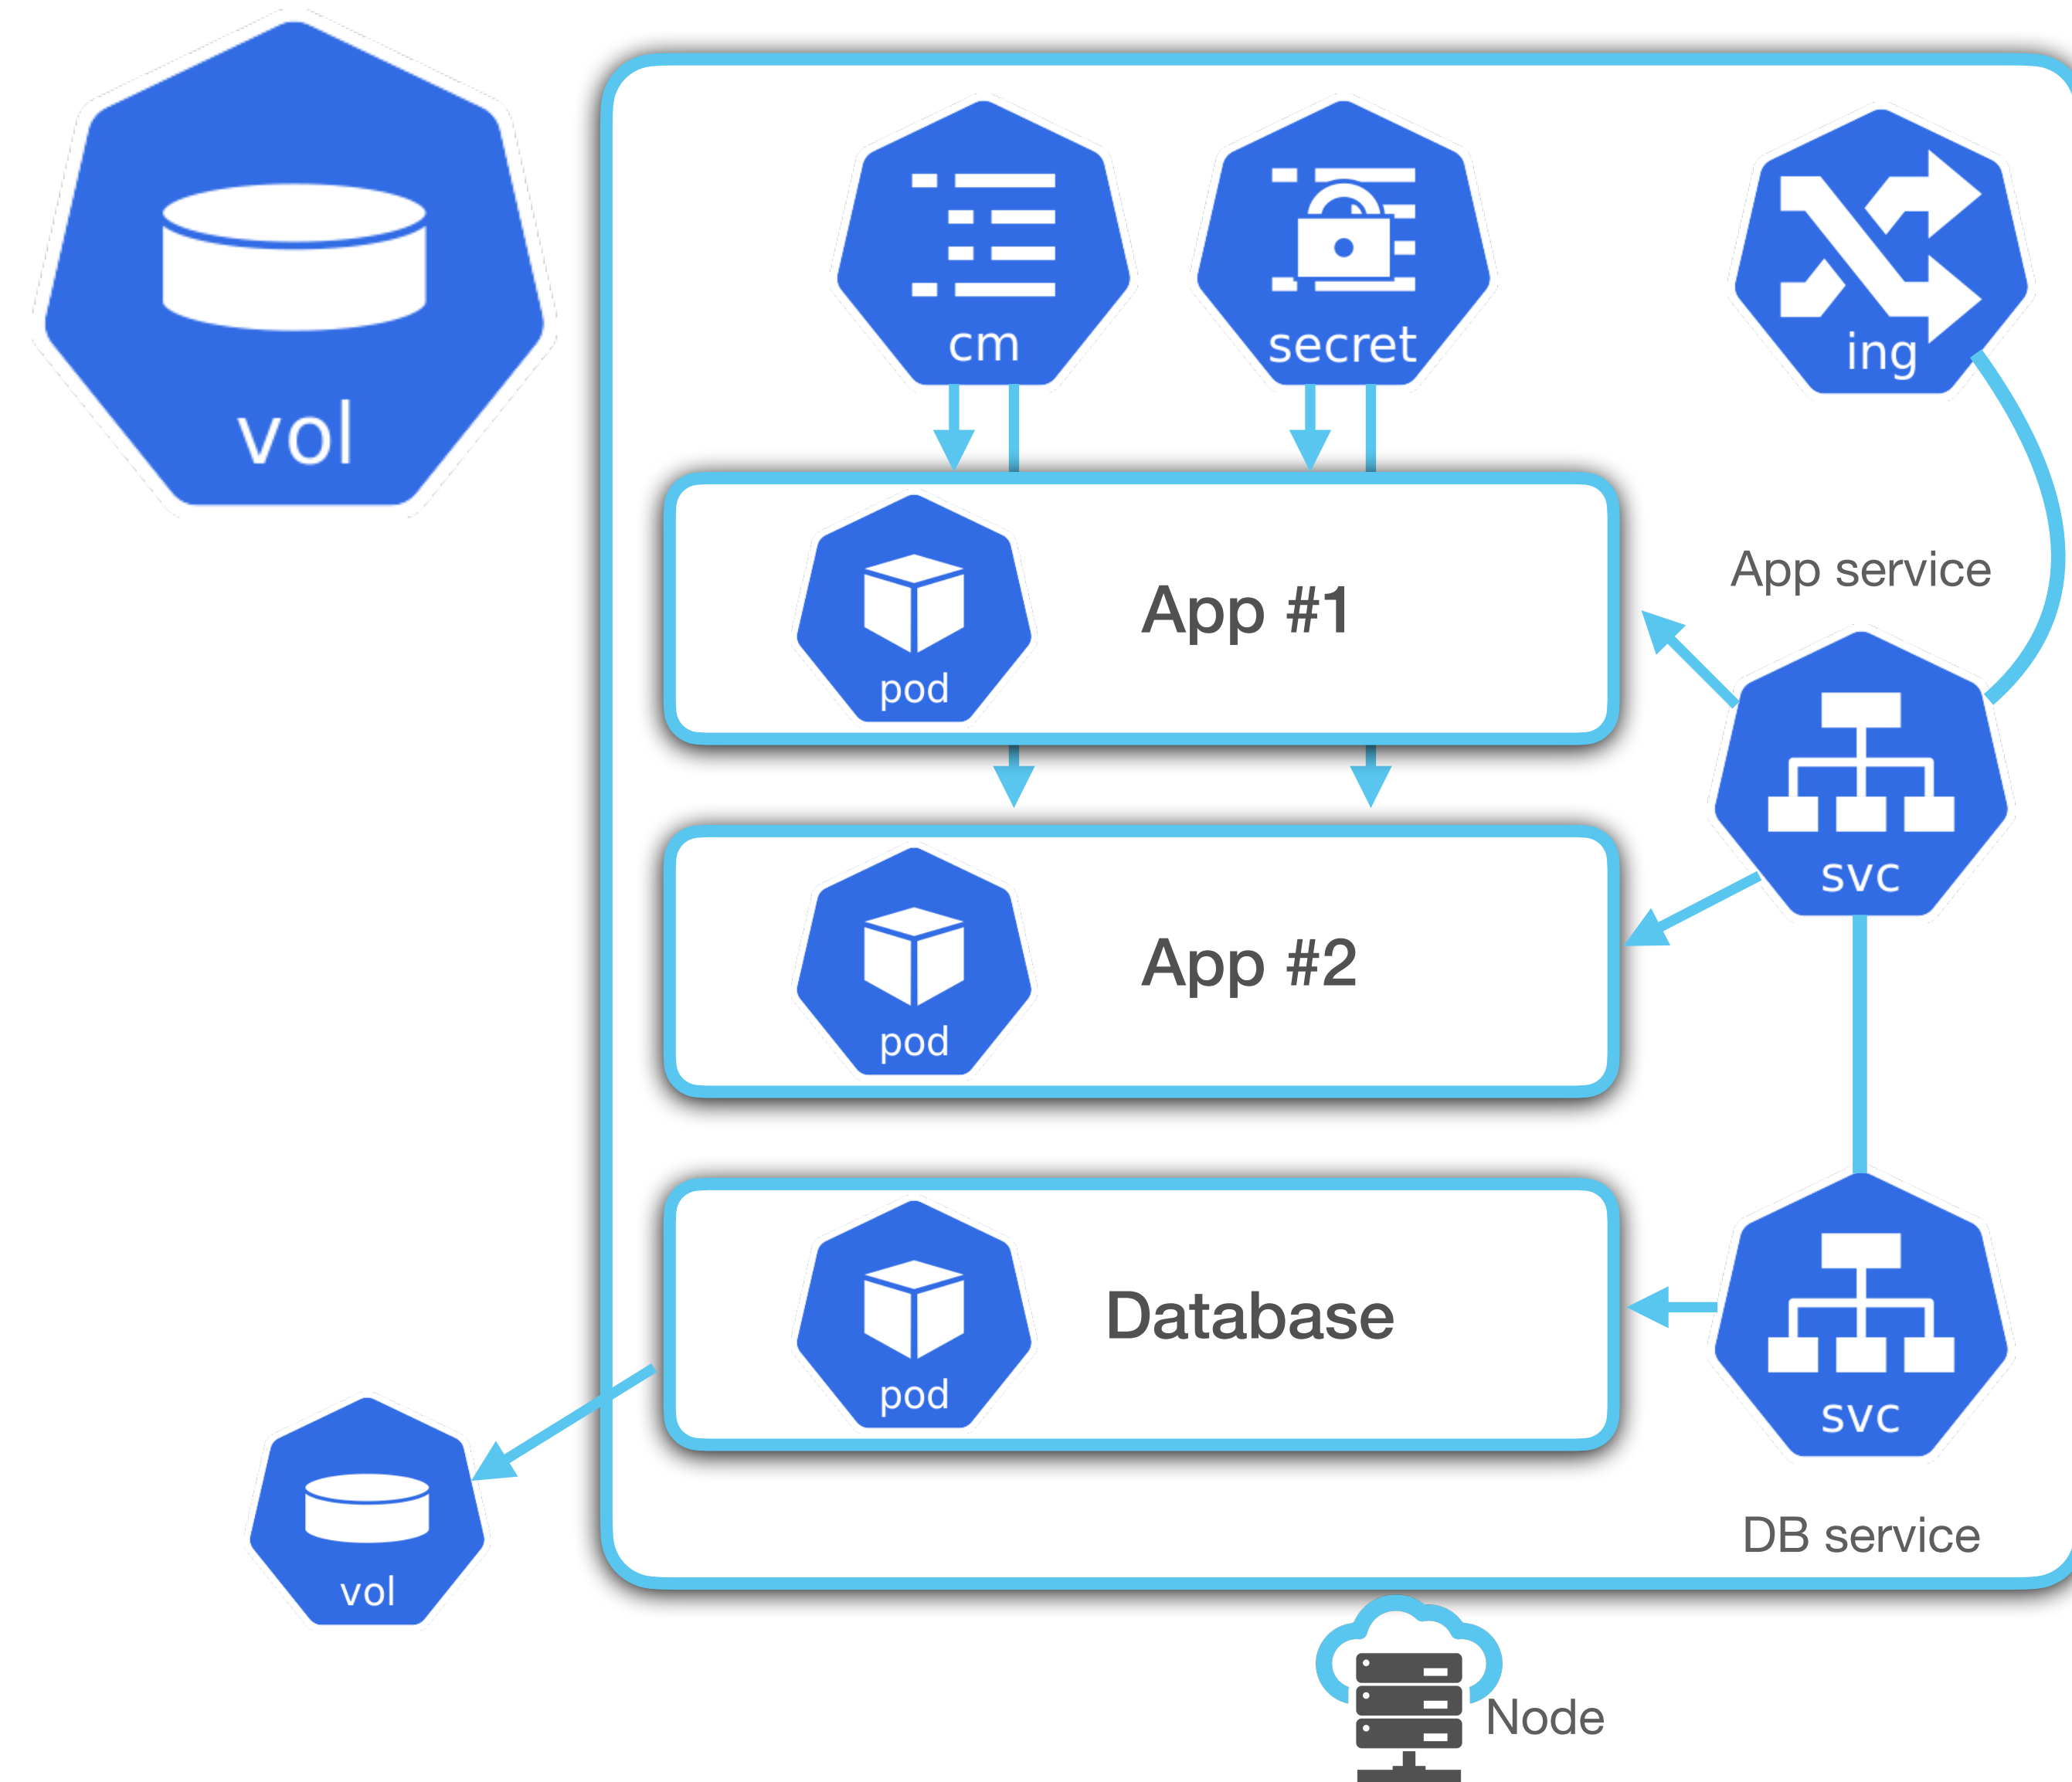 vol
cm
secret
ing
App service
pod
App #1
svc
pod
App #2
pod
Database
svc
vol
DB service
Node